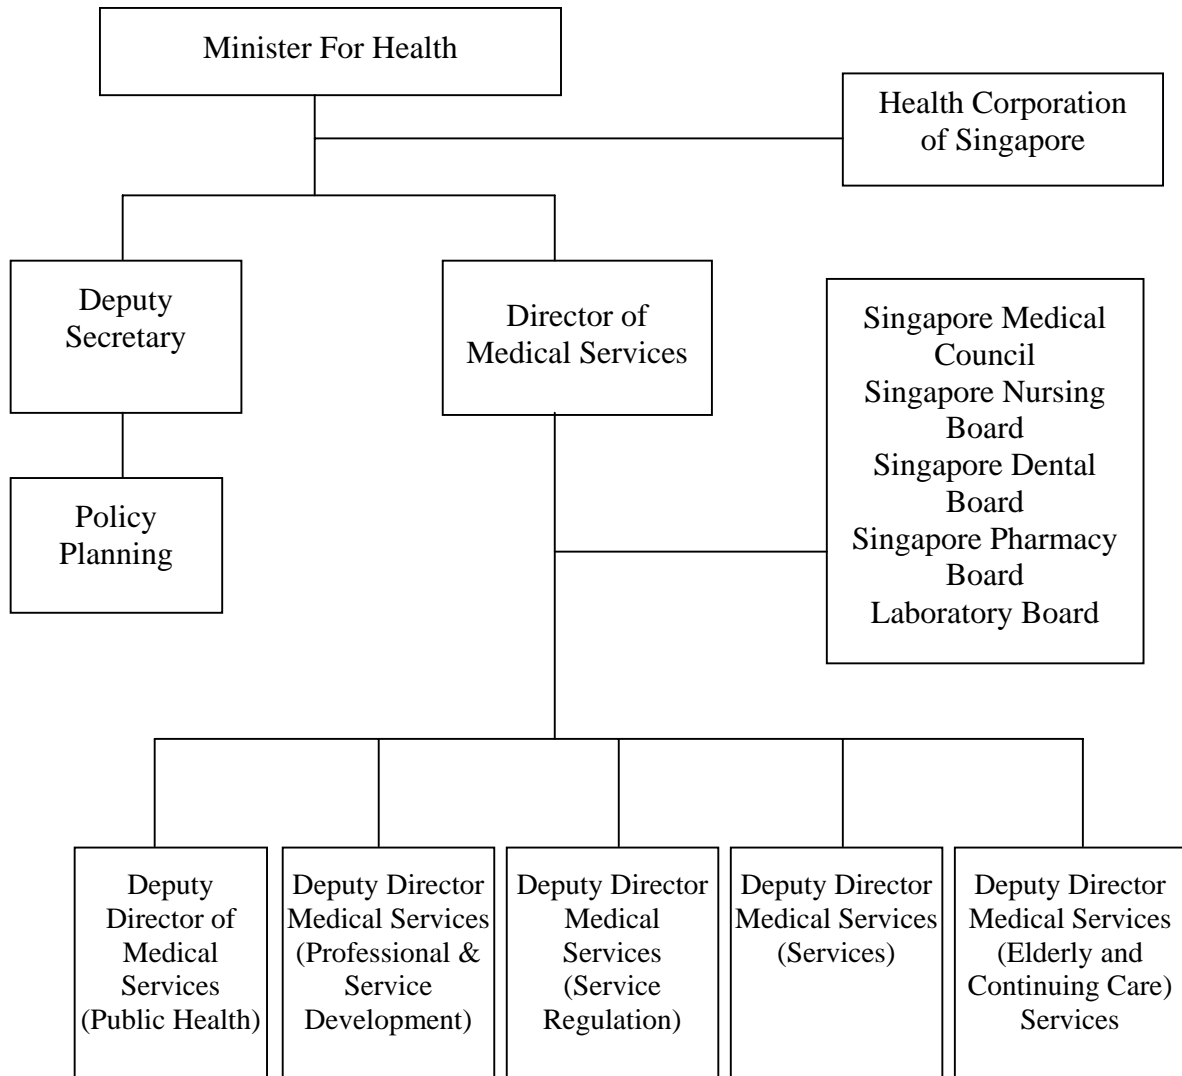 Minister For Health
Health Corporation
of Singapore
Deputy
Secretary
Director of
Medical Services
Singapore Medical
Council
Singapore Nursing
Board
Singapore Dental
Board
Singapore Pharmacy
Board
Laboratory Board
Policy
Planning
Deputy
Director of
Medical
Services
(Public Health)
Deputy Director
Medical Services
(Professional &
Service
Development)
Deputy Director
Medical
Services
(Service
Regulation)
Deputy Director
Medical Services
(Services)
Deputy Director
Medical Services
(Elderly and
Continuing Care)
Services